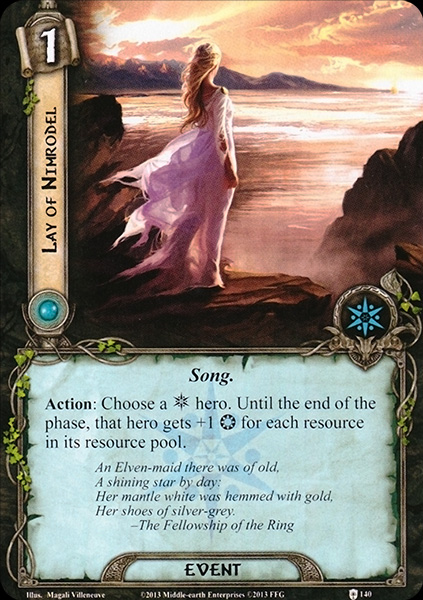 1
LAY OF NIMRODEL
Song.
Action: Choose a hero. Until the end of the
phase, that hero gets +1 for each resource
in its resource pool.
An Elven-maid there was of old,
A shining star by day:
Her mantle white was hemmed with gold,
Her shoes of silver-grey.
–The Fellowship of the Ring
EVENT
Illus. Magali Villeneuve
©2013 Middle-earth Enterprises ©2013 FFG
140